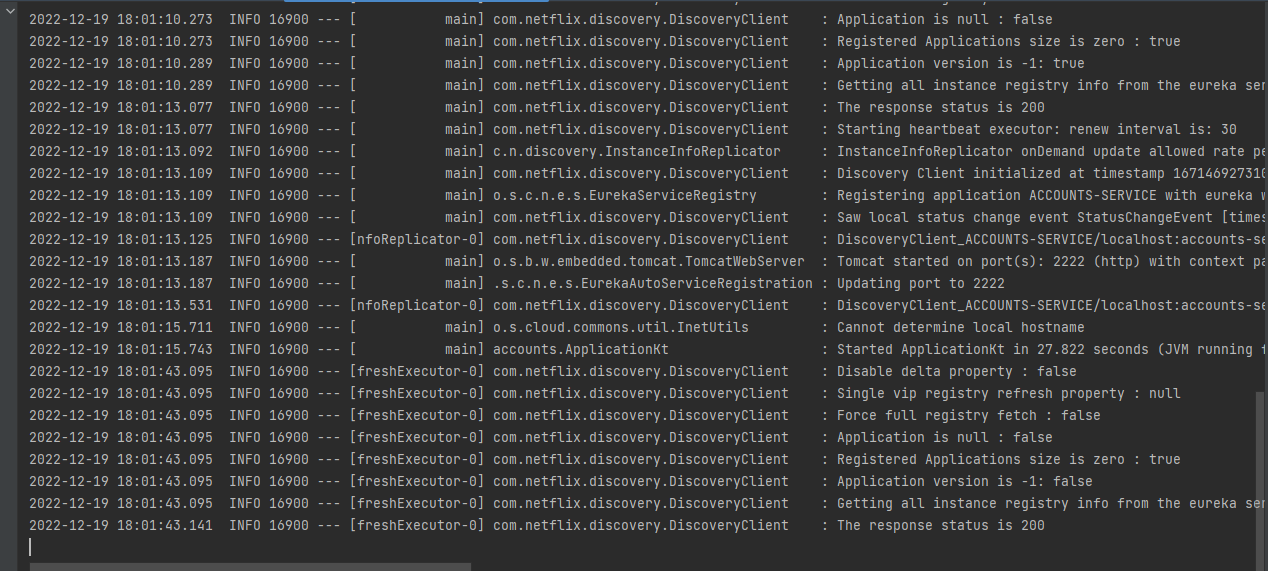 2022-12-19 18:01:10.273  INFO 16900 --- [           main] com.netflix.discovery.DiscoveryClient    : Application is null : false
2022-12-19 18:01:10.273  INFO 16900 --- [           main] com.netflix.discovery.DiscoveryClient    : Registered Applications size is zero : true
2022-12-19 18:01:10.289  INFO 16900 --- [           main] com.netflix.discovery.DiscoveryClient    : Application version is -1: true
2022-12-19 18:01:10.289  INFO 16900 --- [           main] com.netflix.discovery.DiscoveryClient    : Getting all instance registry info from the eureka ser
2022-12-19 18:01:13.077  INFO 16900 --- [           main] com.netflix.discovery.DiscoveryClient    : The response status is 200
2022-12-19 18:01:13.077  INFO 16900 --- [           main] com.netflix.discovery.DiscoveryClient    : Starting heartbeat executor: renew interval is: 30
2022-12-19 18:01:13.092  INFO 16900 --- [           main] c.n.discovery.InstanceInfoReplicator     : InstanceInfoReplicator onDemand update allowed rate pe
2022-12-19 18:01:13.109  INFO 16900 --- [           main] com.netflix.discovery.DiscoveryClient    : Discovery Client initialized at timestamp 167146927310
2022-12-19 18:01:13.109  INFO 16900 --- [           main] o.s.c.n.e.s.EurekaServiceRegistry        : Registering application ACCOUNTS-SERVICE with eureka w
2022-12-19 18:01:13.109  INFO 16900 --- [           main] com.netflix.discovery.DiscoveryClient    : Saw local status change event StatusChangeEvent [times
2022-12-19 18:01:13.125  INFO 16900 --- [nfoReplicator-0] com.netflix.discovery.DiscoveryClient    : DiscoveryClient_ACCOUNTS-SERVICE/localhost:accounts-se
2022-12-19 18:01:13.187  INFO 16900 --- [           main] o.s.b.w.embedded.tomcat.TomcatWebServer  : Tomcat started on port(s): 2222 (http) with context pa
2022-12-19 18:01:13.187  INFO 16900 --- [           main] .s.c.n.e.s.EurekaAutoServiceRegistration : Updating port to 2222
2022-12-19 18:01:13.531  INFO 16900 --- [nfoReplicator-0] com.netflix.discovery.DiscoveryClient    : DiscoveryClient_ACCOUNTS-SERVICE/localhost:accounts-se
2022-12-19 18:01:15.711  INFO 16900 --- [           main] o.s.cloud.commons.util.InetUtils         : Cannot determine local hostname
2022-12-19 18:01:15.743  INFO 16900 --- [           main] accounts.ApplicationKt                   : Started ApplicationKt in 27.822 seconds (JVM running f
2022-12-19 18:01:43.095  INFO 16900 --- [freshExecutor-0] com.netflix.discovery.DiscoveryClient    : Disable delta property : false
2022-12-19 18:01:43.095  INFO 16900 --- [freshExecutor-0] com.netflix.discovery.DiscoveryClient    : Single vip registry refresh property : null
2022-12-19 18:01:43.095  INFO 16900 --- [freshExecutor-0] com.netflix.discovery.DiscoveryClient    : Force full registry fetch : false
2022-12-19 18:01:43.095  INFO 16900 --- [freshExecutor-0] com.netflix.discovery.DiscoveryClient    : Application is null : false
2022-12-19 18:01:43.095  INFO 16900 --- [freshExecutor-0] com.netflix.discovery.DiscoveryClient    : Registered Applications size is zero : true
2022-12-19 18:01:43.095  INFO 16900 --- [freshExecutor-0] com.netflix.discovery.DiscoveryClient    : Application version is -1: false
2022-12-19 18:01:43.095  INFO 16900 --- [freshExecutor-0] com.netflix.discovery.DiscoveryClient    : Getting all instance registry info from the eureka ser
2022-12-19 18:01:43.141  INFO 16900 --- [freshExecutor-0] com.netflix.discovery.DiscoveryClient    : The response status is 200